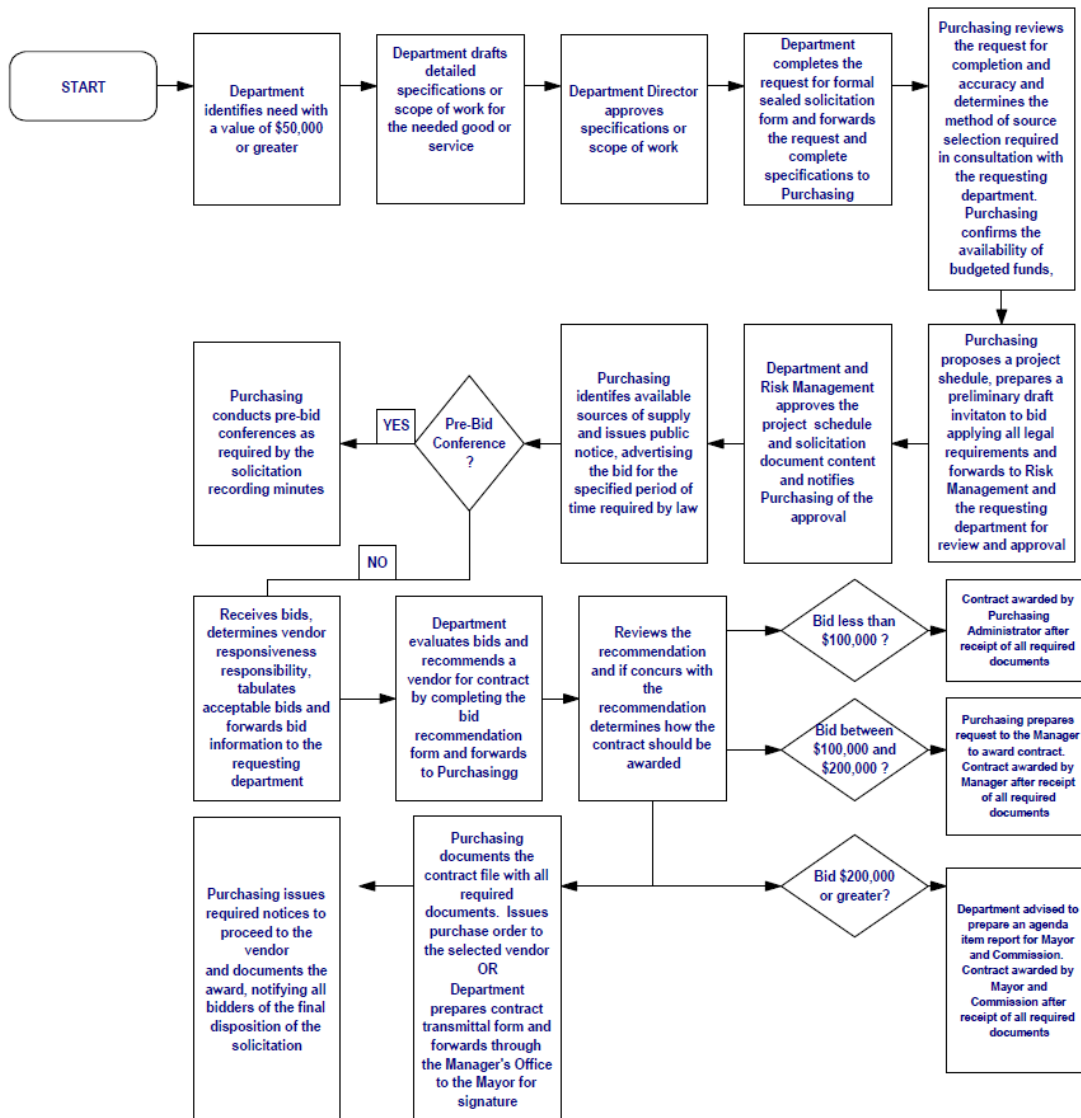 START
Department
identifies need with
a value of $50,000
or greater
Department drafts
detailed
specifications or
scope of work for
the needed good or
service
Department Director
approves
specifications or
scope of work
Department
completes the
request for formal
sealed solicitation
form and forwards
the request and
complete
specifications to
Purchasing
Purchasing reviews
the request for
completion and
accuracy and
determines the
method of source
selection required
in consultation with
the requesting
department.
Purchasing
confirms the
availability of
budgeted funds,
Purchasing
proposes a project
shedule, prepares a
preliminary draft
invitaton to bid
applying all legal
requirements and
forwards to Risk
Management and
the requesting
department for
review and approval
Department and
Risk Management
approves the
project schedule
and solicitation
document content
and notifies
Purchasing of the
approval
Purchasing
identifes available
sources of supply
and issues public
notice, advertising
the bid for the
specified period of
time required by law
Pre-Bid
Conference
?
YES
Purchasing
conducts pre-bid
conferences as
required by the
solicitation
recording minutes
NO
Receives bids,
determines vendor
responsiveness
responsibility,
tabulates
acceptable bids and
forwards bid
information to the
requesting
department
Department
evaluates bids and
recommends a
vendor for contract
by completing the
bid
recommendation
form and forwards
to Purchasingg
Reviews the
recommendation
and if concurs with
the
recommendation
determines how the
contract should be
awarded
Bid less than
$100,000 ?
Contract awarded by
Purchasing
Administrator after
receipt of all required
documents
Bid between
$100,000 and
$200,000 ?
Purchasing prepares
request to the Manager
to award contract.
Contract awarded by
Manager after receipt
of all required
documents
Bid $200,000
or greater?
Department advised to
prepare an agenda
item report for Mayor
and Commission.
Contract awarded by
Mayor and
Commission after
receipt of all required
documents
Purchasing
documents the
contract file with all
required
documents. Issues
purchase order to
the selected vendor
OR
Department
prepares contract
transmittal form and
forwards through
the Manager's Office
to the Mayor for
signature
Purchasing issues
required notices to
proceed to the
vendor
and documents the
award, notifying all
bidders of the final
disposition of the
solicitation